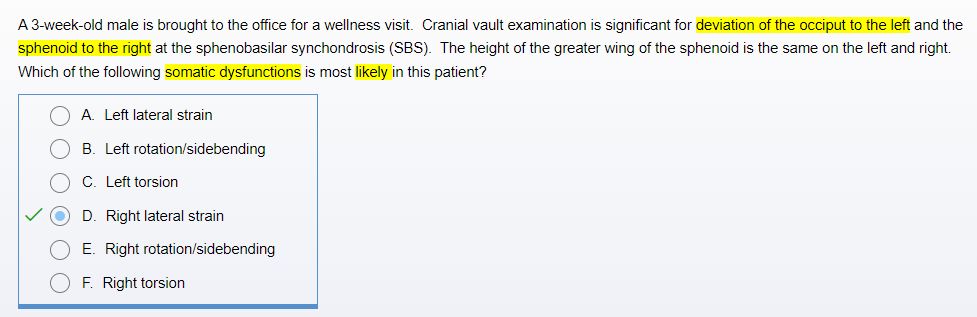 A 3-week-old male is brought to the office for a wellness visit. Cranial vault examination is significant for deviation of the occiput to the left and the
sphenoid to the right at the sphenobasilar synchondrosis (SBS). The height of the greater wing of the sphenoid is the same on the left and right.
Which of the following somatic dysfunctions is most likely in this patient?
A. Left lateral strain
B. Left rotation/sidebending
C. Left torsion
D. Right lateral strain
E. Right rotation/sidebending
F. Right torsion